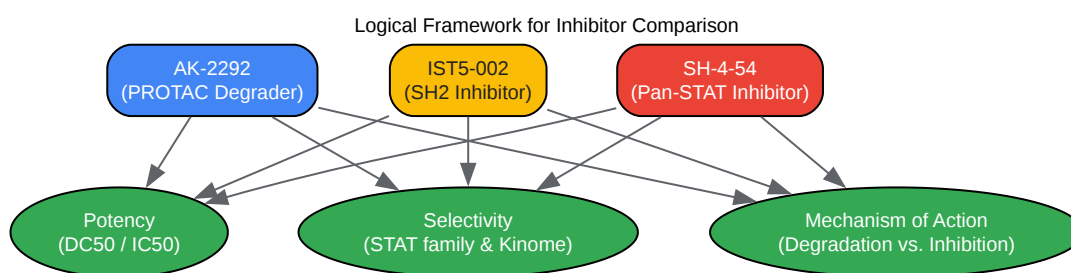 Logical Framework for Inhibitor Comparison
AK-2292
(PROTAC Degrader)
IST5-002
(SH2 Inhibitor)
SH-4-54
(Pan-STAT Inhibitor)
Potency
(DC50 / IC50)
Selectivity
(STAT family & Kinome)
Mechanism of Action
(Degradation vs. Inhibition)